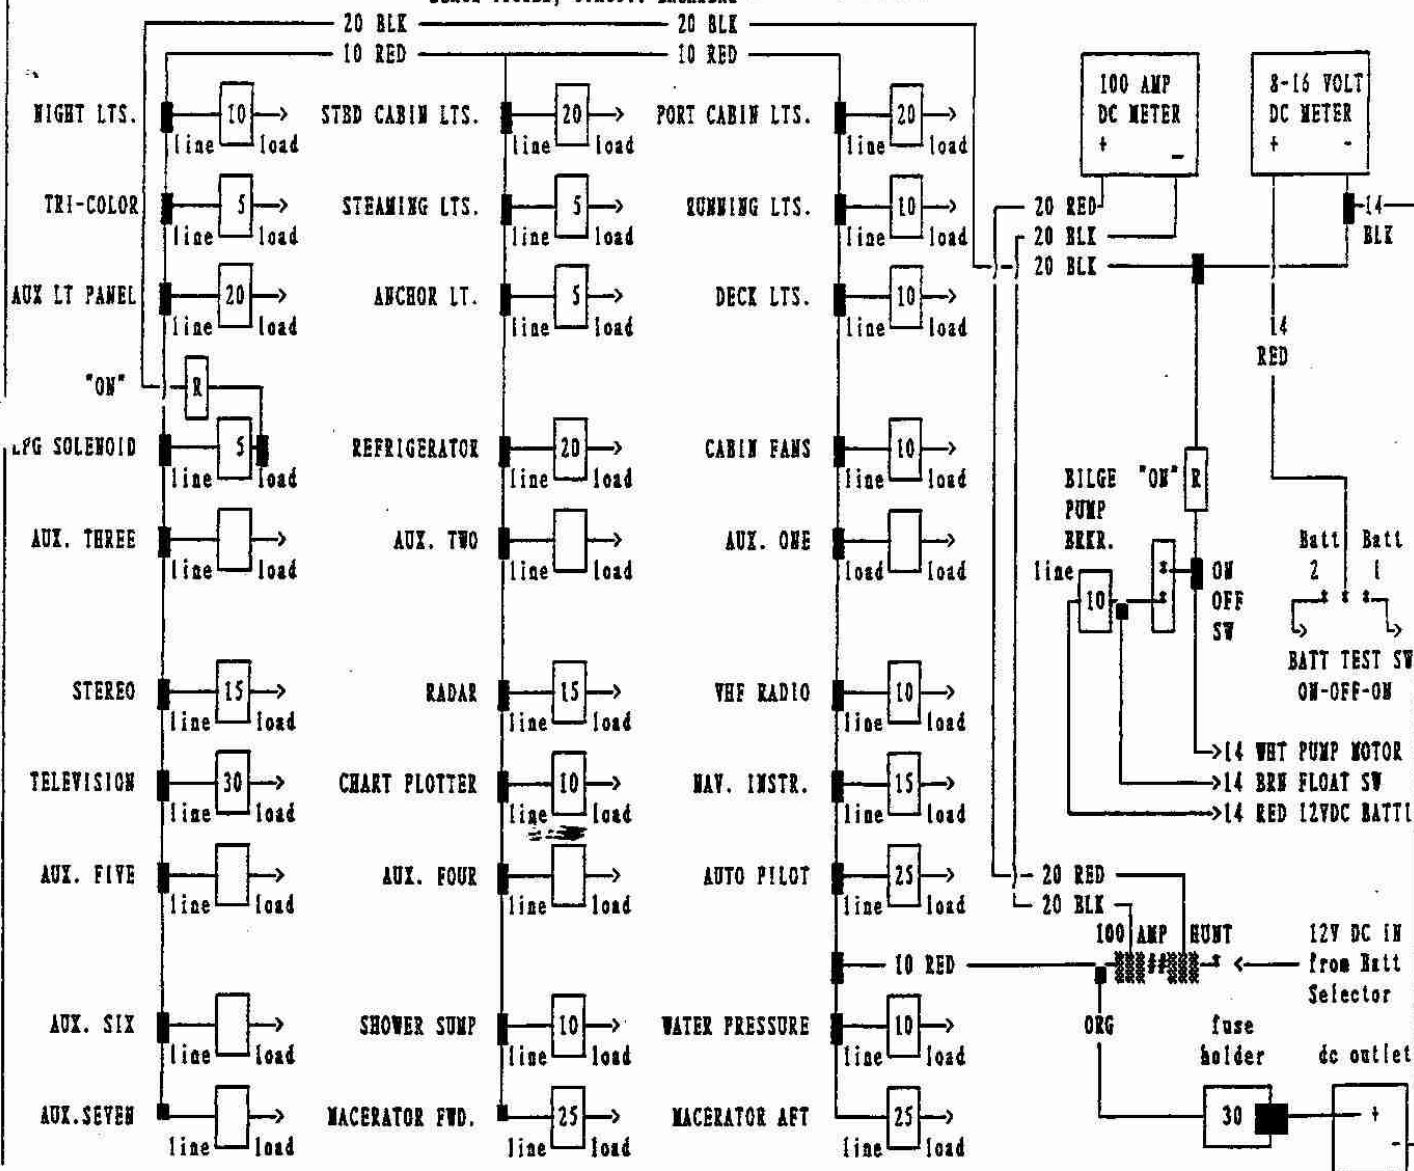 20 BLK 20 BLK
10 RED 10 RED
NIGHT LTS. 10 line load
STBD CABIN LTS. 20 line load
PORT CABIN LTS. 20 line load
TRI-COLOR 5 line load
STEAMING LTS. 5 line load
RUNNING LTS. 10 line load
AUX LT PANEL 20 line load
ANCHOR LT. 5 line load
DECK LTS. 10 line load
"ON" R
LPG SOLENOID 5 line load
REFRIGERATOR 20 line load
CABIN FANS 10 line load
AUX. THREE line load
AUX. TWO line load
AUX. ONE load load
STEREO 15 line load
RADAR 15 line load
VHF RADIO 10 line load
TELEVISION 30 line load
CHART PLOTTER 10 line load
NAV. INSTR. 15 line load
AUX. FIVE line load
AUX. FOUR line load
AUTO PILOT 25 line load
10 RED
AUX. SIX line load
SHOWER SUMP 10 line load
WATER PRESSURE 10 line load
AUX.SEVEN line load
MACERATOR FWD. 25 line load
MACERATOR AFT 25 line load
100 AMP
DC METER
+ -
8-16 VOLT
DC METER
+ -
20 RED
20 BLK
20 BLK
14
BLK
14
RED
BILGE
PUMP
BRKR.
"ON" R
line
10
ON
OFF
SW
Batt
2
Batt
1
BATT TEST SW
ON-OFF-ON
14 WHT PUMP MOTOR
14 BRN FLOAT SW
14 RED 12VDC BATT1
20 RED
20 BLK
100 AMP HUNT
12V DC IN
from Batt
Selector
ORG
fuse
holder
30
dc outlet
+
-